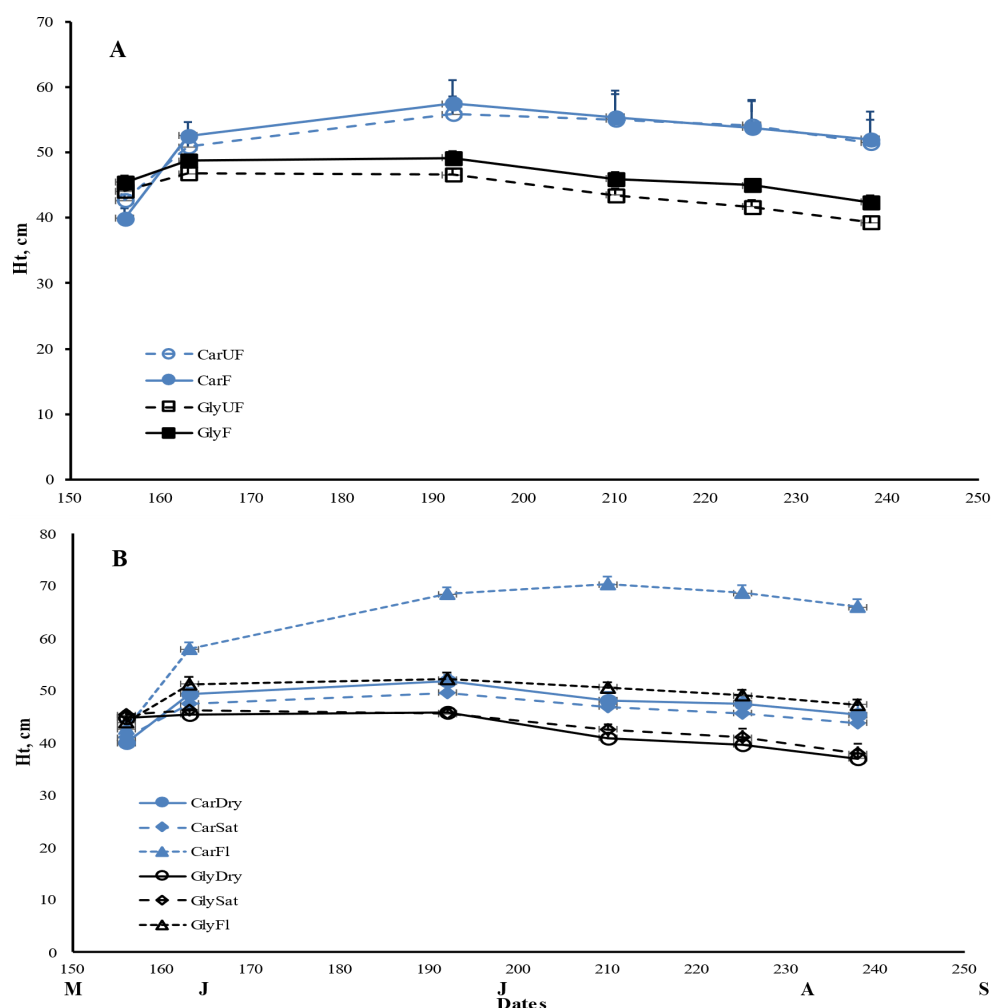 70
A
60
50
40
Ht, cm
30
20
CarUF
CarF
10
GlyUF
GlyF
0
150 160 170 180 190 200 210 220 230 240 250
80
B
70
60
50
Ht, cm
40
30
CarDry
20
CarSat
CarFl
10
GlyDry
GlySat
GlyFl
0
150 160 170 180 190 200 210 220 230 240 250
M J J A S
Dates